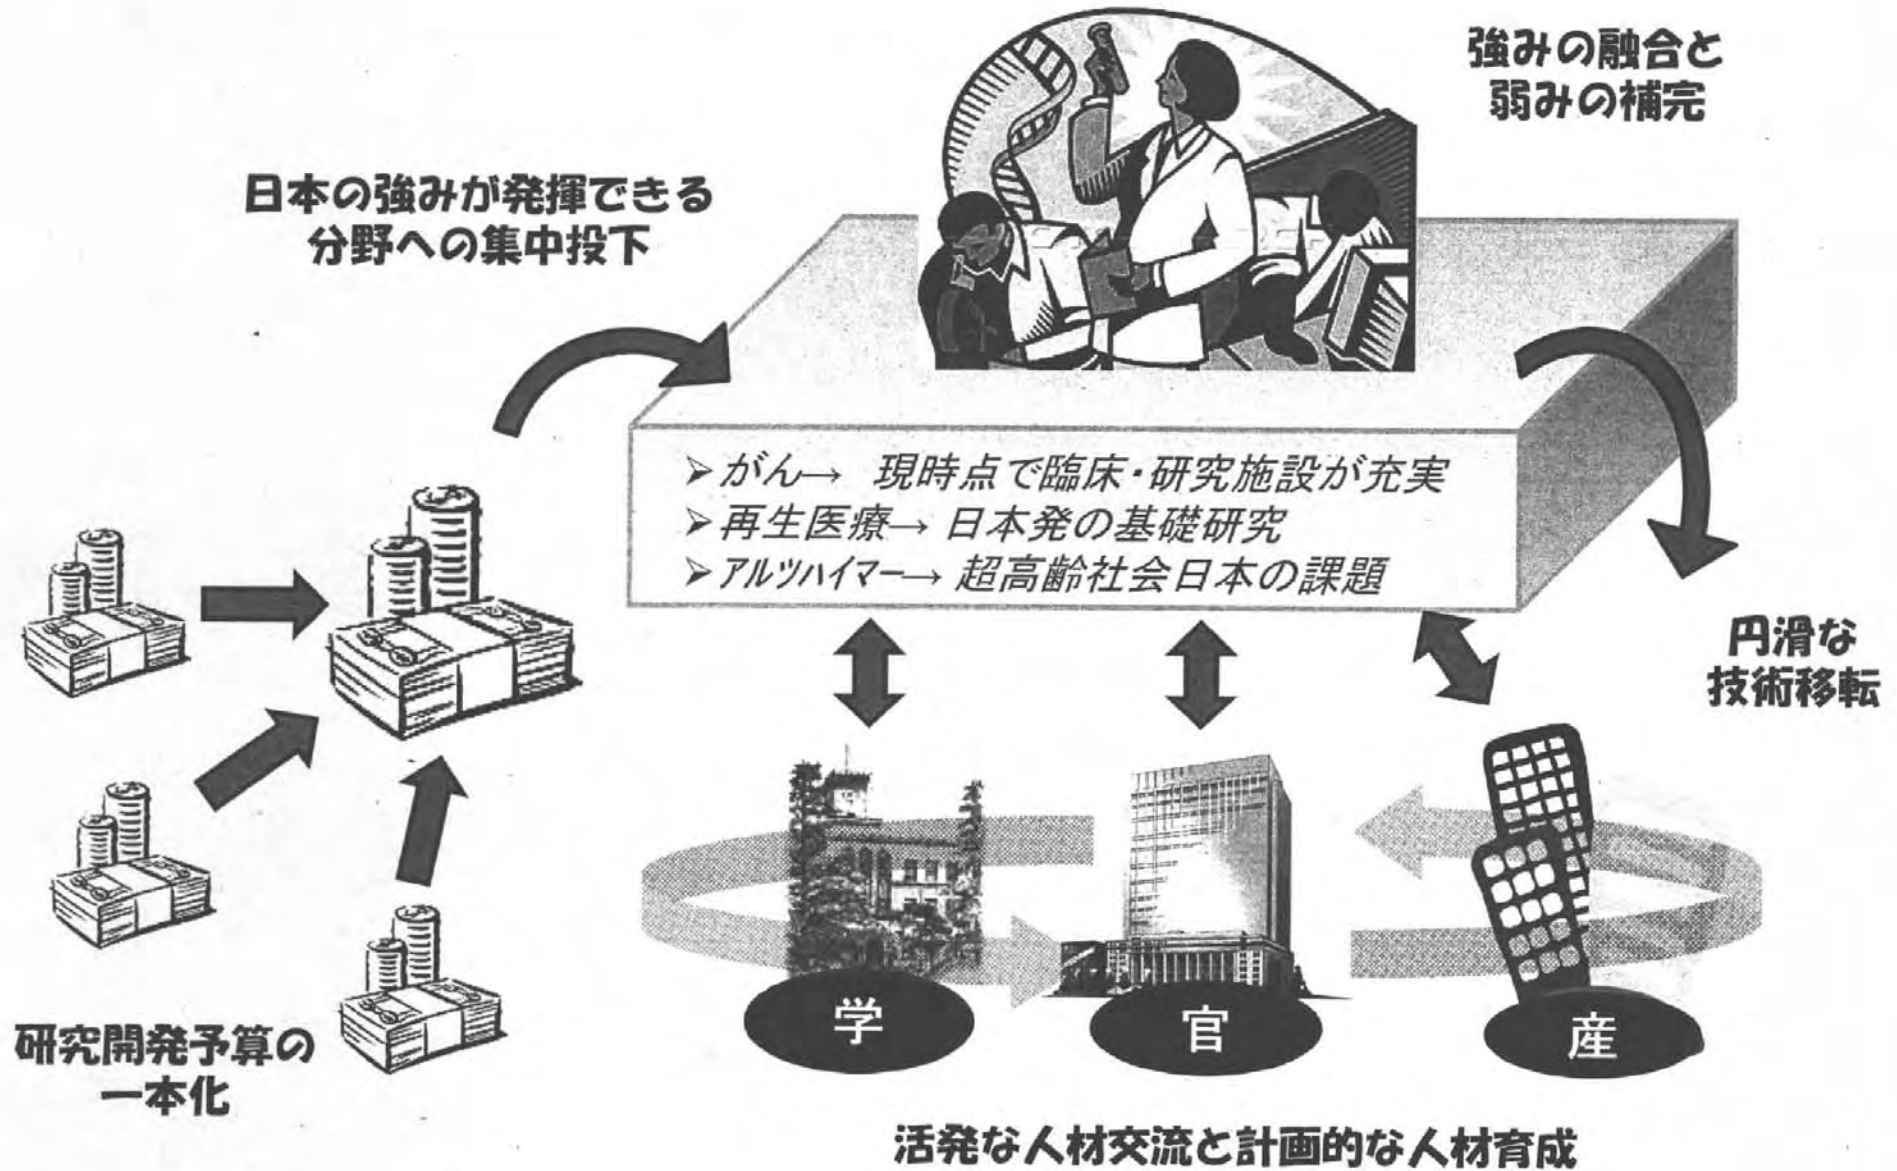 強みの融合と
弱みの補完
日本の強みが発揮できる
分野への集中投下
➢がん→ 現時点で臨床・研究施設が充実
➢再生医療→ 日本発の基礎研究
➢アルツハイマー→ 超高齢社会日本の課題
円滑な
技術移転
学
官
産
研究開発予算の
一本化
活発な人材交流と計画的な人材育成